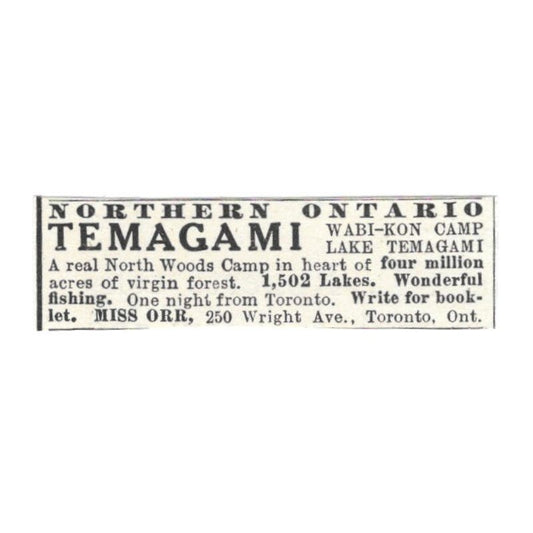 NORTHERN ONTARIO
TEMAGAMI WABI-KON CAMP
LAKE TEMAGAMI
A real North Woods Camp in heart of four million
acres of virgin forest. 1,502 Lakes. Wonderful
fishing. One night from Toronto. Write for book-
let. MISS ORR, 250 Wright Ave., Toronto, Ont.